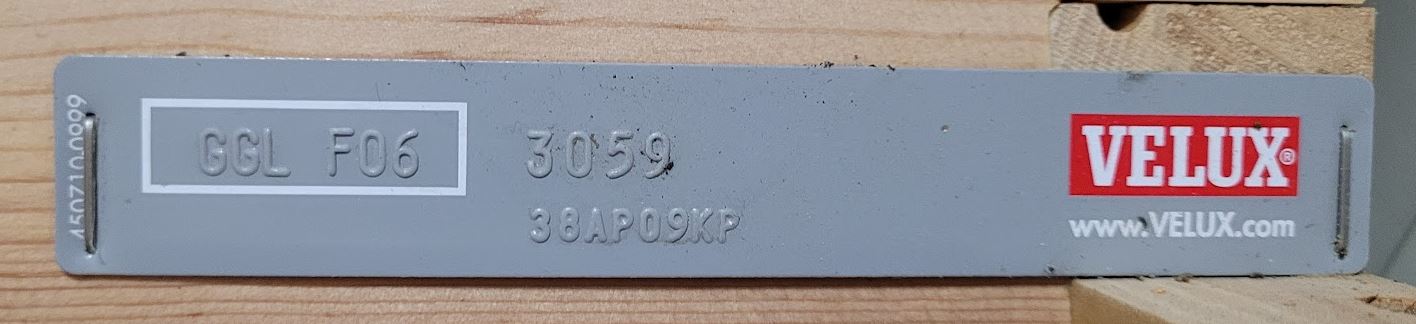 GGL F06 3059
38AP09KP
VELUX®
www.VELUX.com
450710-0999